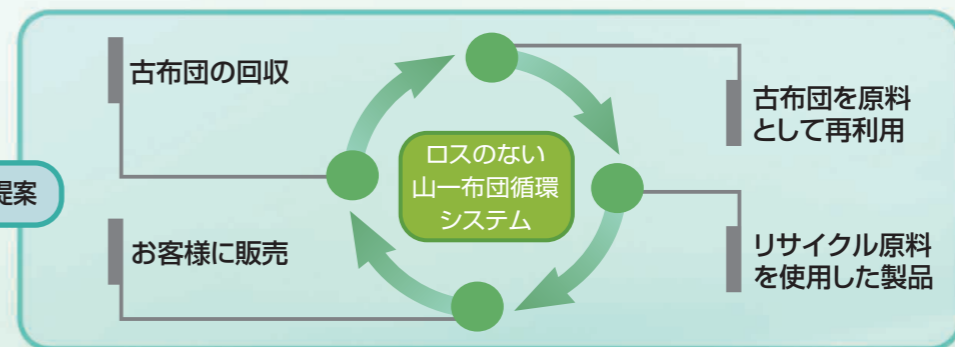 古布団の回収
古布団を原料
として再利用
ロスのない
山一布団循環
システム
提案
お客様に販売
リサイクル原料
を使用した製品